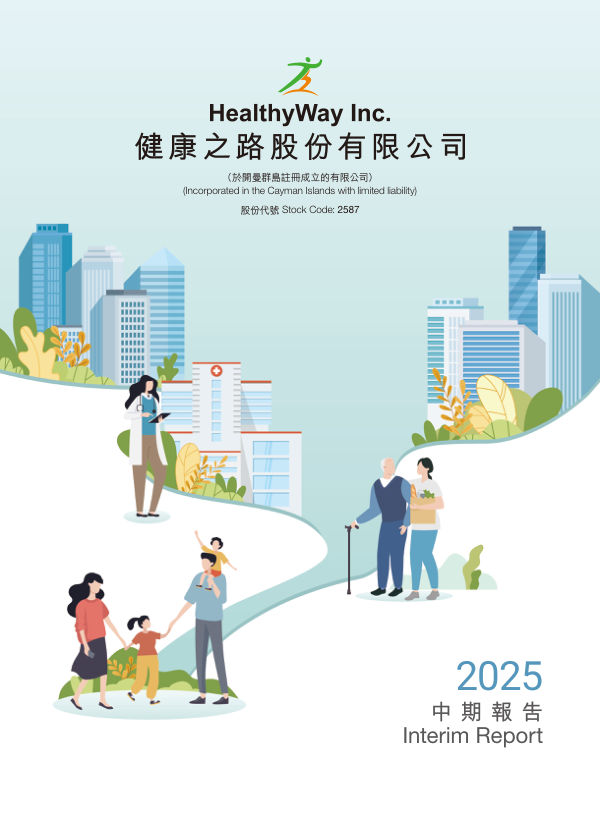 HealthyWay Inc.
健康之路股份有限公司
（於開曼群島註冊成立的有限公司）
(Incorporated in the Cayman Islands with limited liability)
股份代號 Stock Code: 2587
2025
中期報告
Interim Report